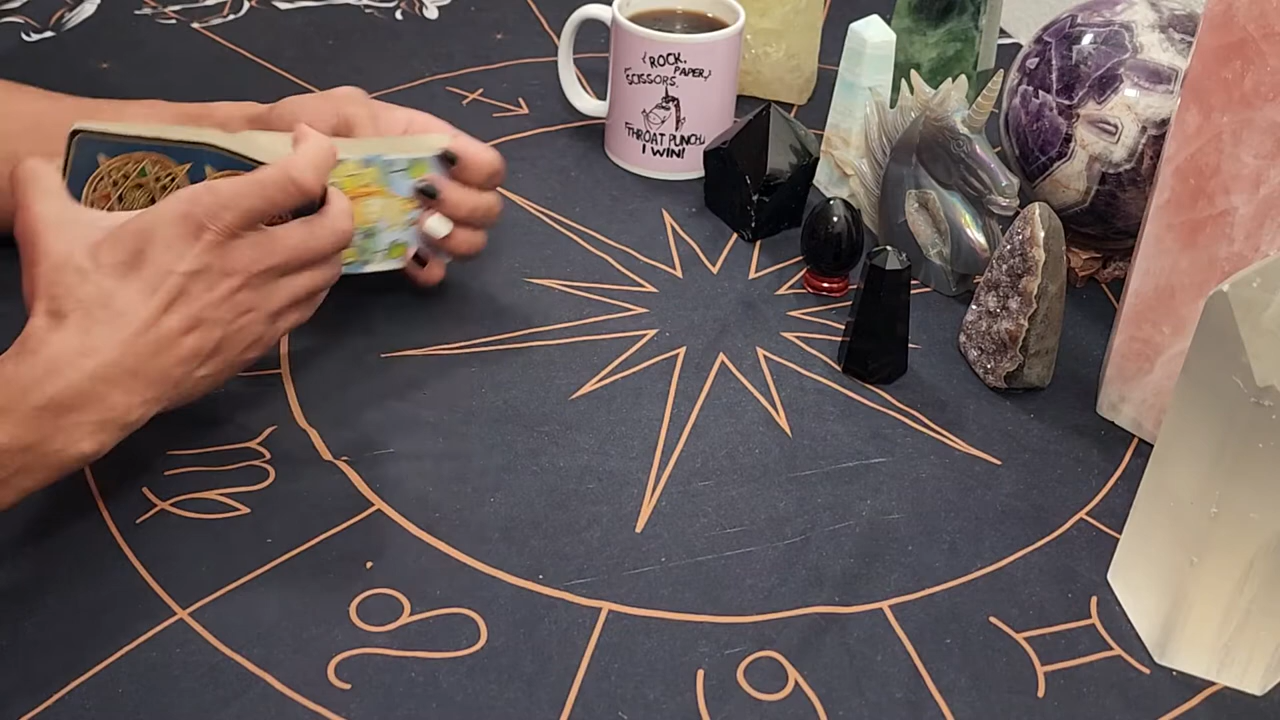 ROCK,
PAPER,
SCISSORS,
THROAT PUNCH,
I WIN!